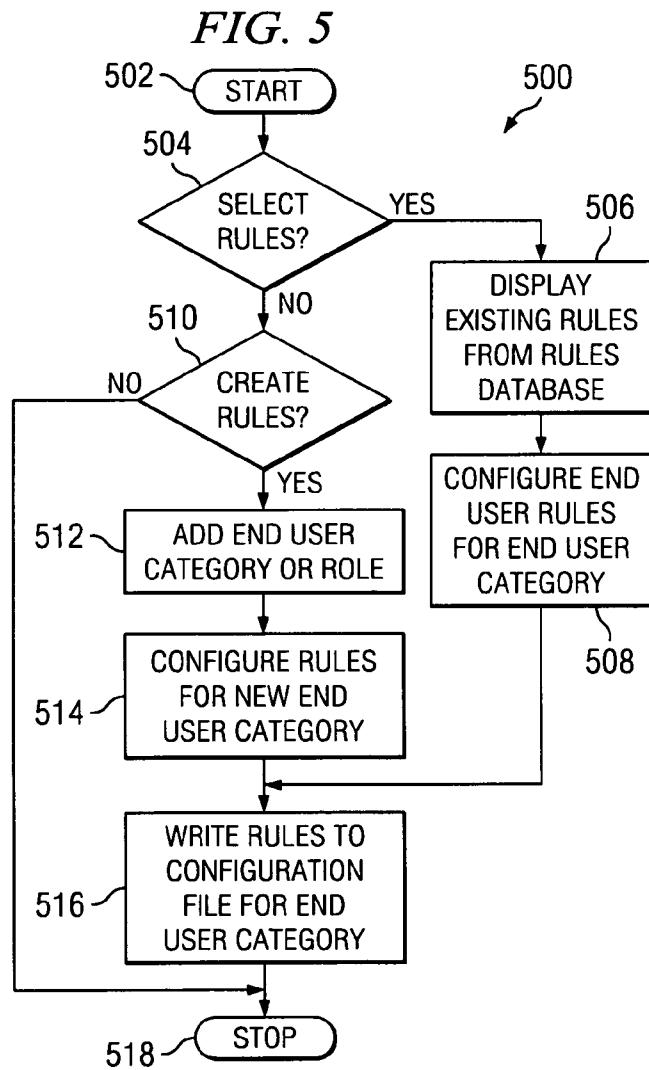 FIG. 5
502
START
500
504
SELECT
RULES?
YES
NO
506
DISPLAY
EXISTING RULES
FROM RULES
DATABASE
510
NO
CREATE
RULES?
YES
CONFIGURE END
USER RULES
FOR END USER
CATEGORY
508
512
ADD END USER
CATEGORY OR ROLE
514
CONFIGURE RULES
FOR NEW END
USER CATEGORY
516
WRITE RULES TO
CONFIGURATION
FILE FOR END
USER CATEGORY
518
STOP